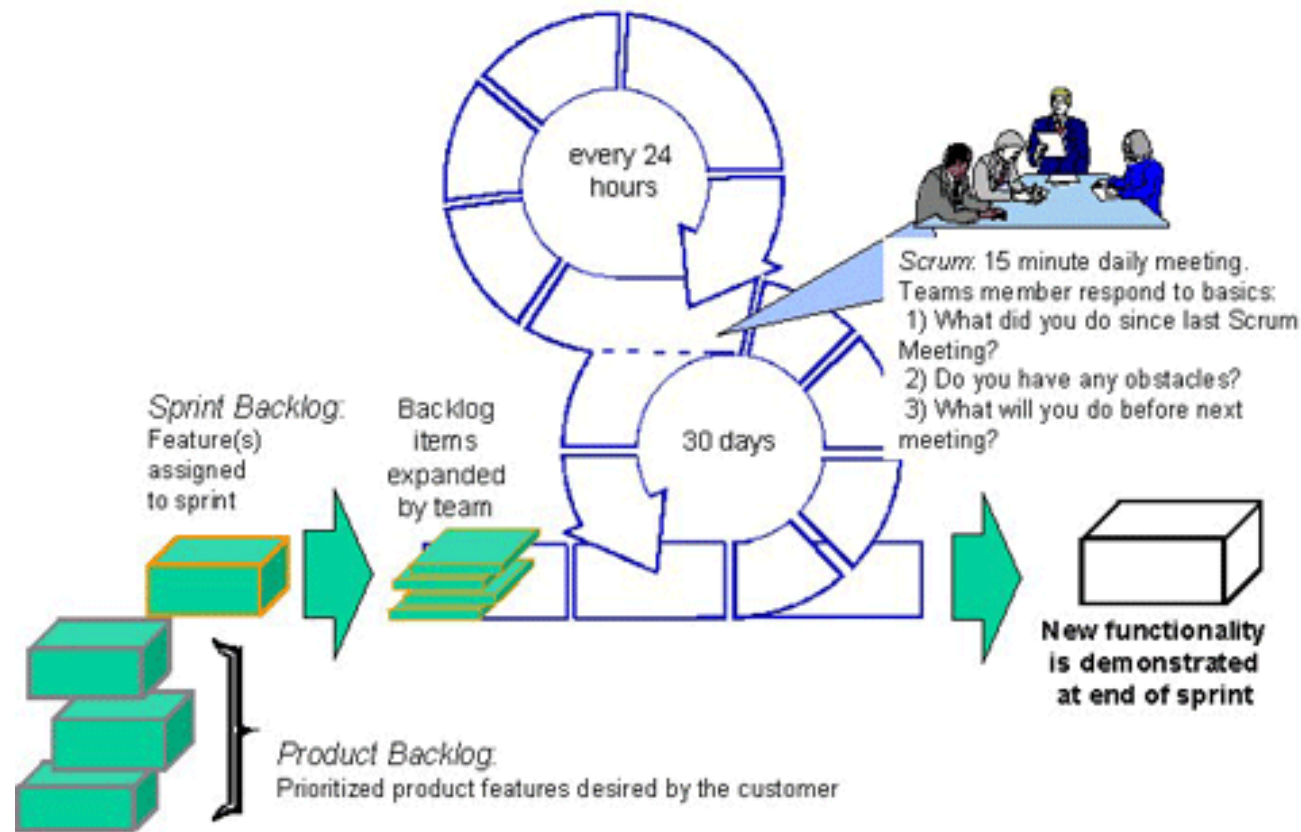 every 24
hours
Scrum: 15 minute daily meeting.
Teams member respond to basics:
1) What did you do since last Scrum
Meeting?
2) Do you have any obstacles?
3) What will you do before next
meeting?
30 days
Sprint Backlog:
Feature(s)
assigned
to sprint
Backlog
items
expanded
by team
New functionality
is demonstrated
at end of sprint
Product Backlog:
Prioritized product features desired by the customer